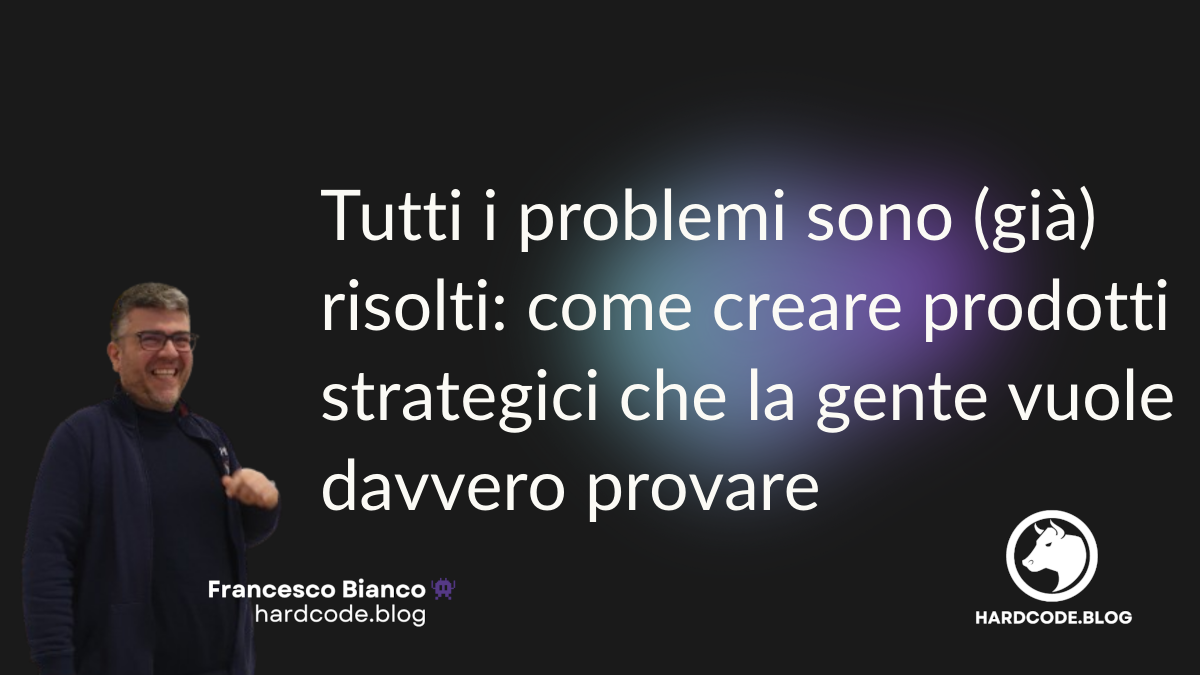 Tutti i problemi sono (già)
risolti: come creare prodotti
strategici che la gente vuole
davvero provare
Francesco Bianco
hardcode.blog
HARDCODE.BLOG